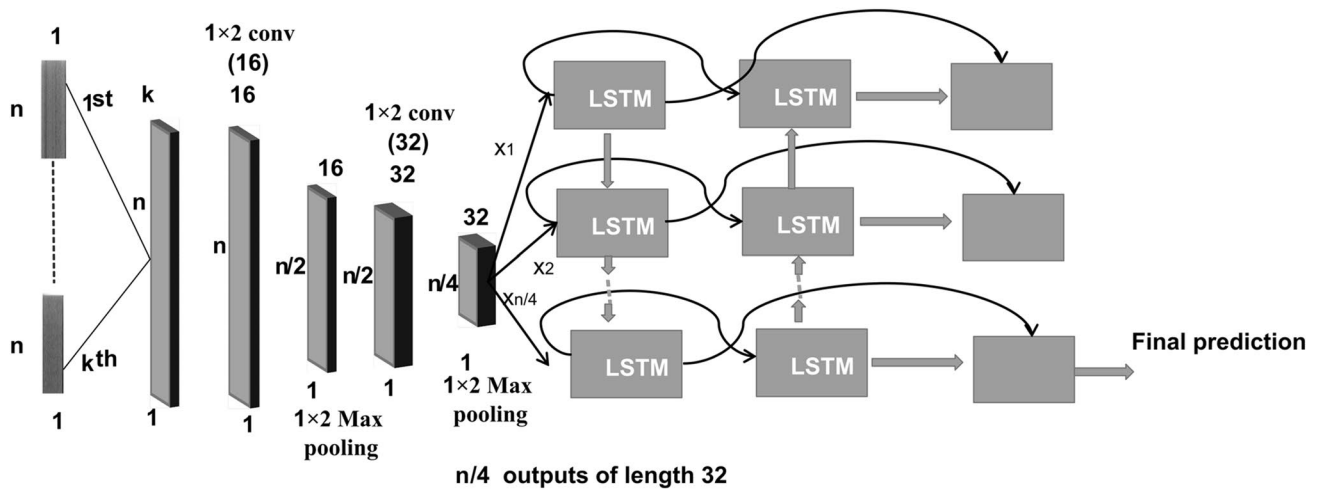 1
n
1st
k
n
1
n
kth
1
1×2 conv
(16)
16
n
1
16
n/2
1
1×2 Max
pooling
1×2 conv
(32)
32
n/2
1
32
n/4
1
1×2 Max
pooling
X1
X2
Xn/4
LSTM
LSTM
LSTM
LSTM
LSTM
LSTM
Final prediction
n/4 outputs of length 32